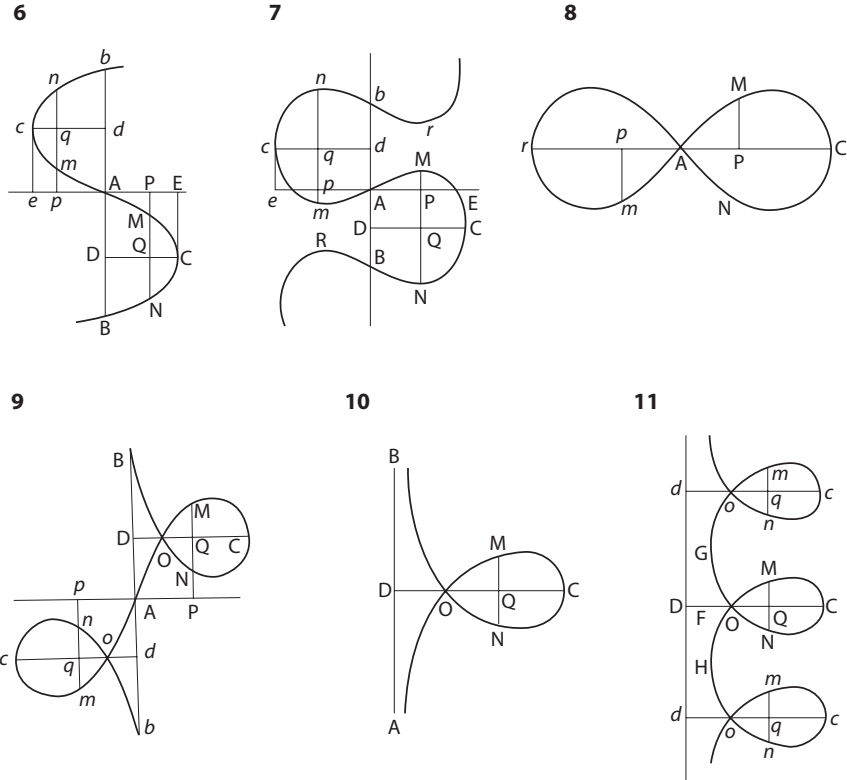 6
b
n
c q d
m
A P E
e p
M
D Q C
N
B
7
n
b
r
c q d
M
p
e m A P E
D Q C
R B
N
8
M
p
r A P C
m N
9
B
M
D Q C
O
N
p
A P
n o
c q d
m
b
10
B
M
D C
O Q
N
A
11
m
d c
o q
n
G
M
D F O Q C
N
H
m
d c
o q
n